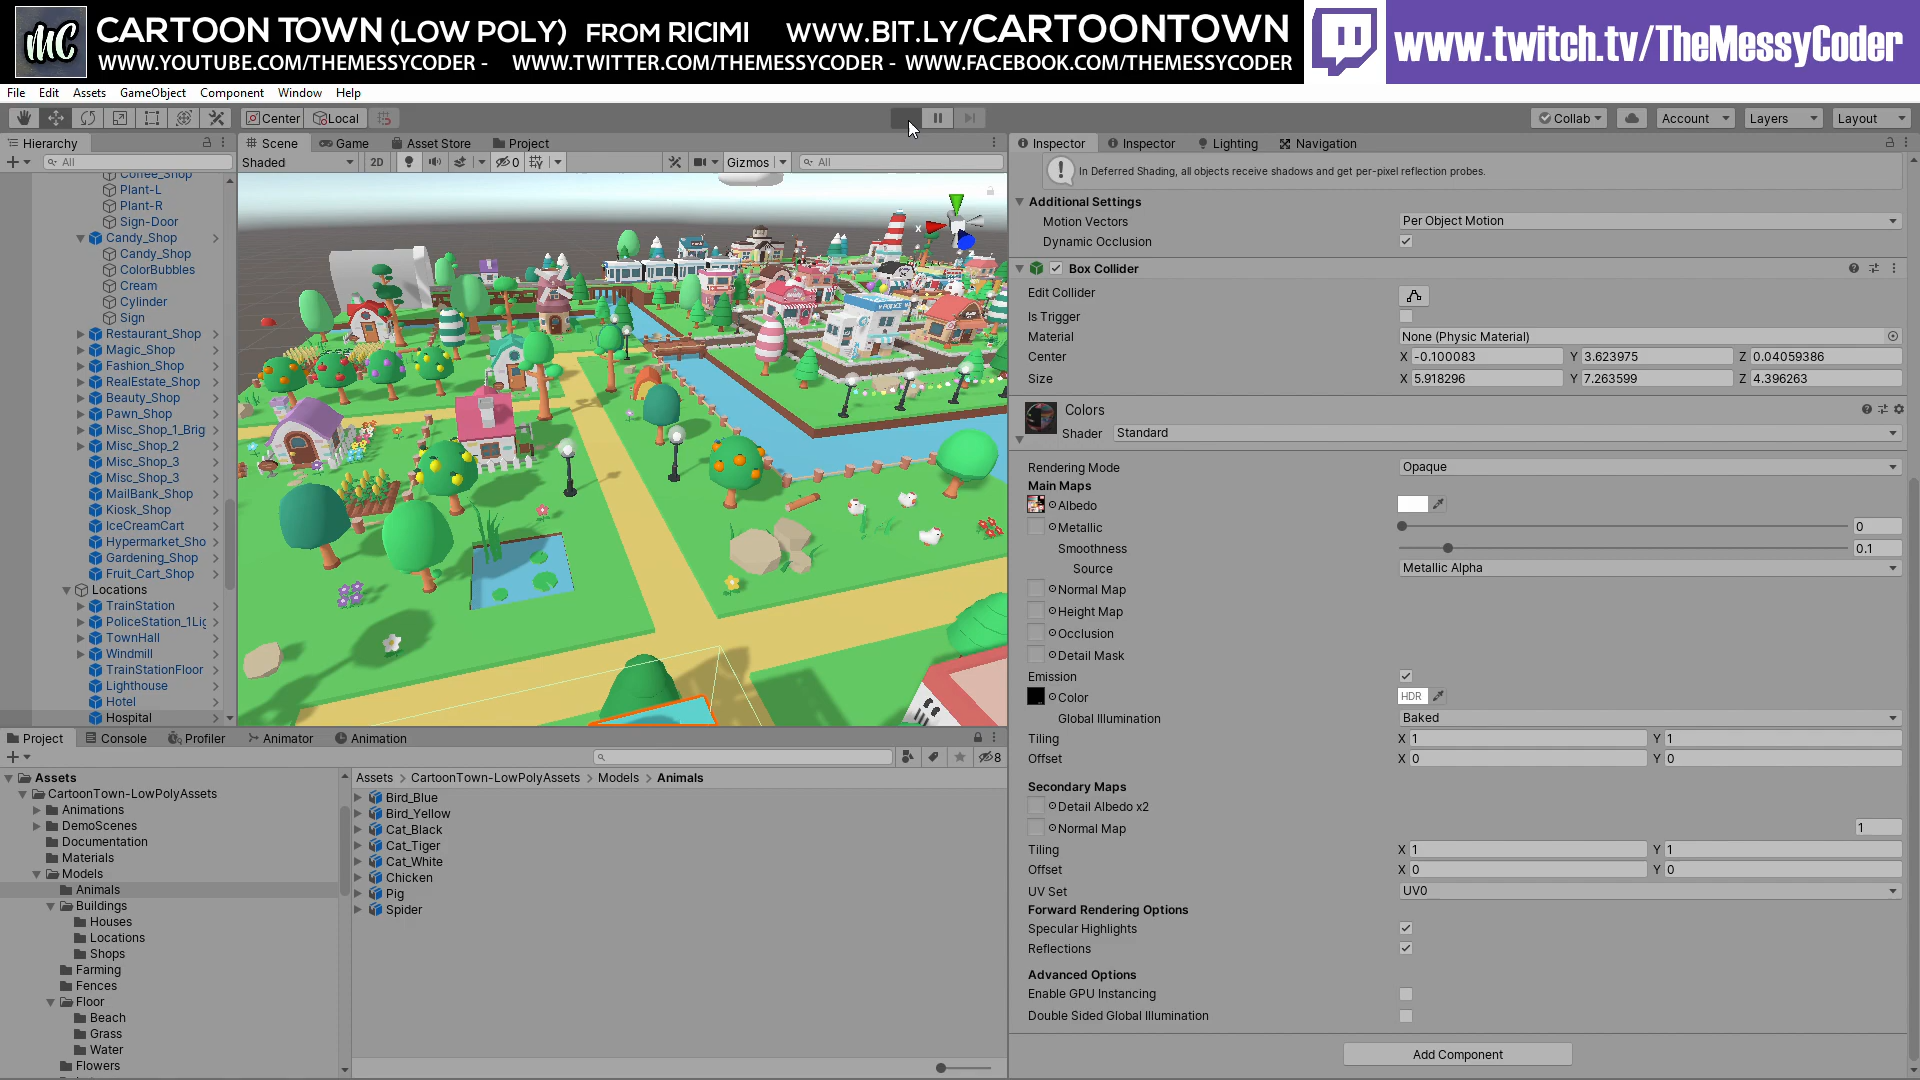 mc
CARTOON TOWN (LOW POLY) FROM RICIMI WWW.BIT.LY/CARTOONTOWN
WWW.YOUTUBE.COM/THEMESSYCODER - WWW.TWITTER.COM/THEMESSYCODER - WWW.FACEBOOK.COM/THEMESSYCODER
www.twitch.tv/TheMessyCoder
File Edit Assets GameObject Component Window Help
Center Local Collab Account Layers Layout
Hierarchy
All
Coffee_Shop
Plant-L
Plant-R
Sign-Door
Candy_Shop
Candy_Shop
ColorBubbles
Cream
Cylinder
Sign
Restaurant_Shop
Magic_Shop
Fashion_Shop
RealEstate_Shop
Beauty_Shop
Pawn_Shop
Misc_Shop_1_Brig
Misc_Shop_2
Misc_Shop_3
Misc_Shop_3
MailBank_Shop
Kiosk_Shop
IceCreamCart
Hypermarket_Sho
Gardening_Shop
Fruit_Cart_Shop
Locations
TrainStation
PoliceStation_1Lig
TownHall
Windmill
TrainStationFloor
Lighthouse
Hotel
Hospital
Scene Game Asset Store Project
Shaded 2D 0 Gizmos All
x
POLICE
Inspector Inspector Lighting Navigation
In Deferred Shading, all objects receive shadows and get per-pixel reflection probes.
Additional Settings
Motion Vectors Per Object Motion
Dynamic Occlusion
Box Collider
Edit Collider
Is Trigger
Material None (Physic Material)
Center X -0.100083 Y 3.623975 Z 0.04059386
Size X 5.918296 Y 7.263599 Z 4.396263
Colors
Shader Standard
Rendering Mode Opaque
Main Maps
Albedo
Metallic 0
Smoothness 0.1
Source Metallic Alpha
Normal Map
Height Map
Occlusion
Detail Mask
Emission
Color HDR
Global Illumination Baked
Tiling X 1 Y 1
Offset X 0 Y 0
Secondary Maps
Detail Albedo x2
Normal Map 1
Tiling X 1 Y 1
Offset X 0 Y 0
UV Set UV0
Forward Rendering Options
Specular Highlights
Reflections
Advanced Options
Enable GPU Instancing
Double Sided Global Illumination
Add Component
Project Console Profiler Animator Animation
8
Assets
CartoonTown-LowPolyAssets
Animations
DemoScenes
Documentation
Materials
Models
Animals
Buildings
Houses
Locations
Shops
Farming
Fences
Floor
Beach
Grass
Water
Flowers
Assets > CartoonTown-LowPolyAssets > Models > Animals
Bird_Blue
Bird_Yellow
Cat_Black
Cat_Tiger
Cat_White
Chicken
Pig
Spider